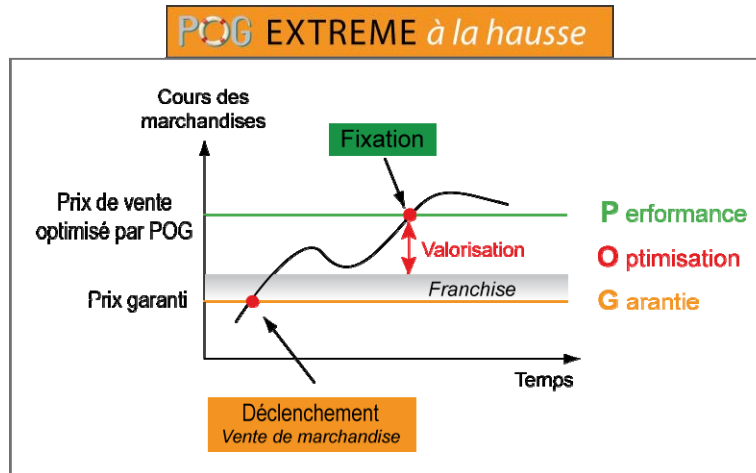 POG EXTREME à la hausse
Cours des
marchandises
Fixation
Prix de vente
optimisé par POG
P erformance
Valorisation
O ptimisation
Franchise
Prix garanti
G arantie
Temps
Déclenchement
Vente de marchandise